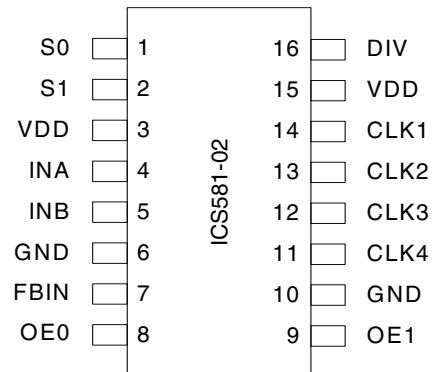 S0 1 16 DIV
S1 2 15 VDD
VDD 3 14 CLK1
INA 4 13 CLK2
INB 5 12 CLK3
GND 6 11 CLK4
FBIN 7 10 GND
OE0 8 9 OE1
ICS581-02